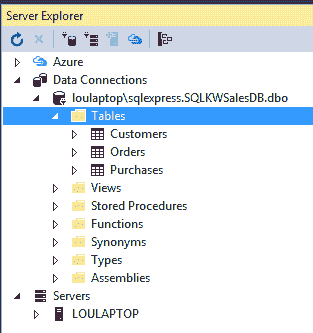 Server Explorer
Azure
Data Connections
loulaptop\sqlexpress.SQLKWSalesDB.dbo
Tables
Customers
Orders
Purchases
Views
Stored Procedures
Functions
Synonyms
Types
Assemblies
Servers
LOULAPTOP